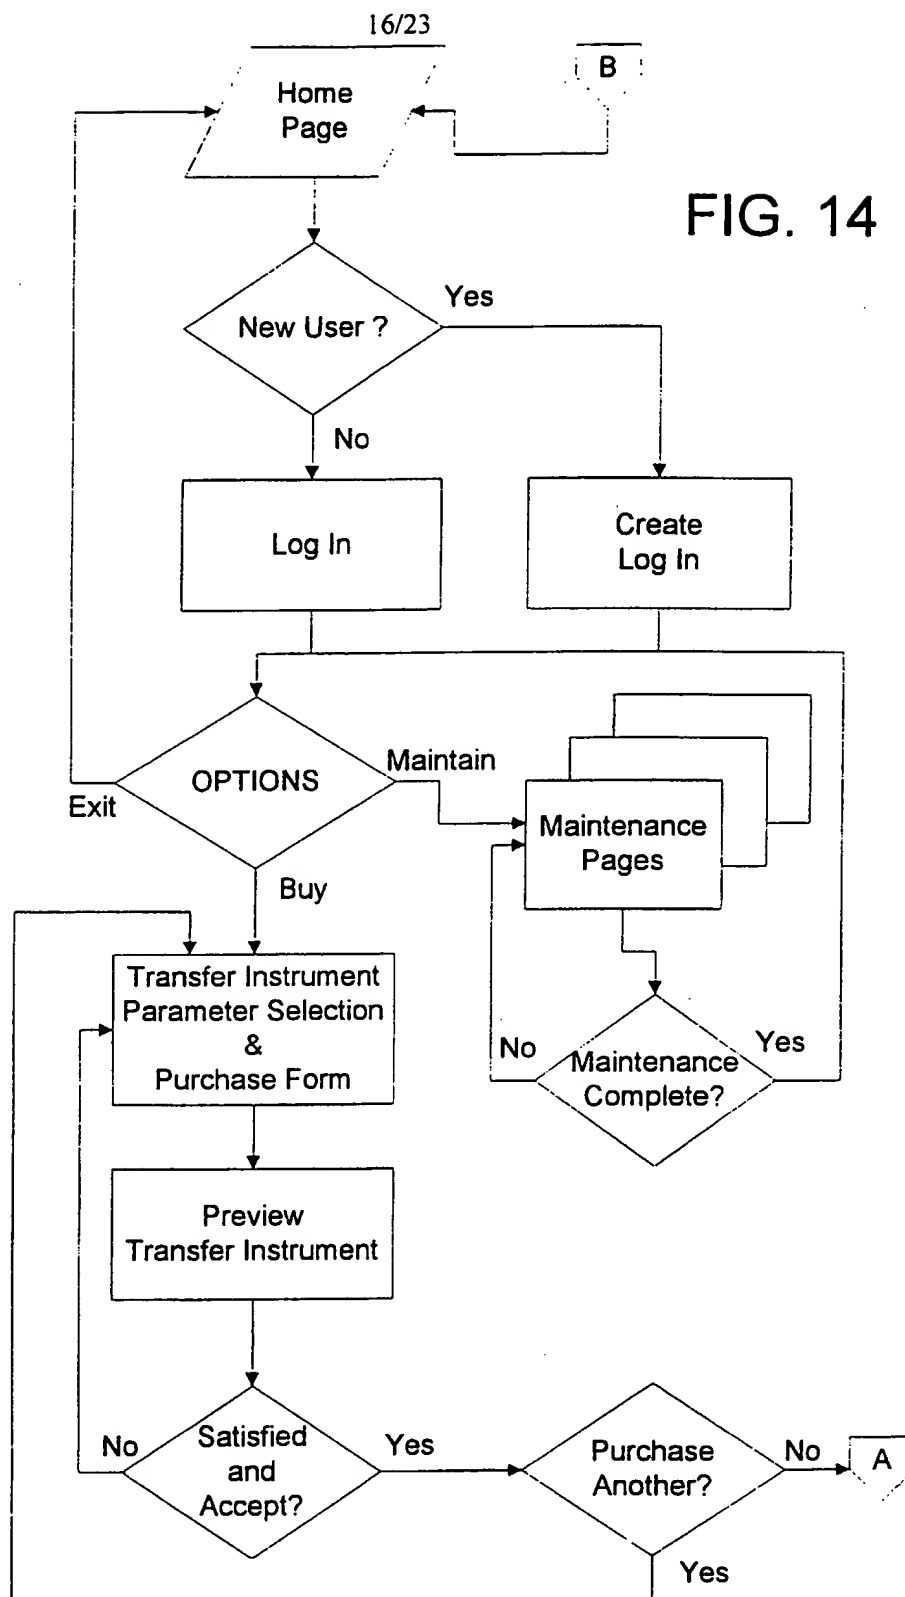 16/23
Home
Page
B
FIG. 14
New User ?
Yes
No
Log In
Create
Log In
OPTIONS
Maintain
Exit
Buy
Maintenance
Pages
Transfer Instrument
Parameter Selection
&
Purchase Form
No
Maintenance
Complete?
Yes
Preview
Transfer Instrument
No
Satisfied
and
Accept?
Yes
Purchase
Another?
No
A
Yes